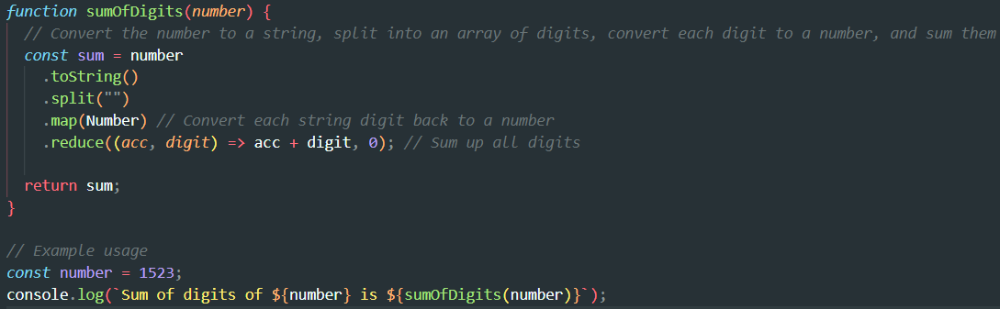 function sumOfDigits(number) {
  // Convert the number to a string, split into an array of digits, convert each digit to a number, and sum them
  const sum = number
    .toString()
    .split("")
    .map(Number) // Convert each string digit back to a number
    .reduce((acc, digit) => acc + digit, 0); // Sum up all digits

  return sum;
}

// Example usage
const number = 1523;
console.log(`Sum of digits of ${number} is ${sumOfDigits(number)}`);